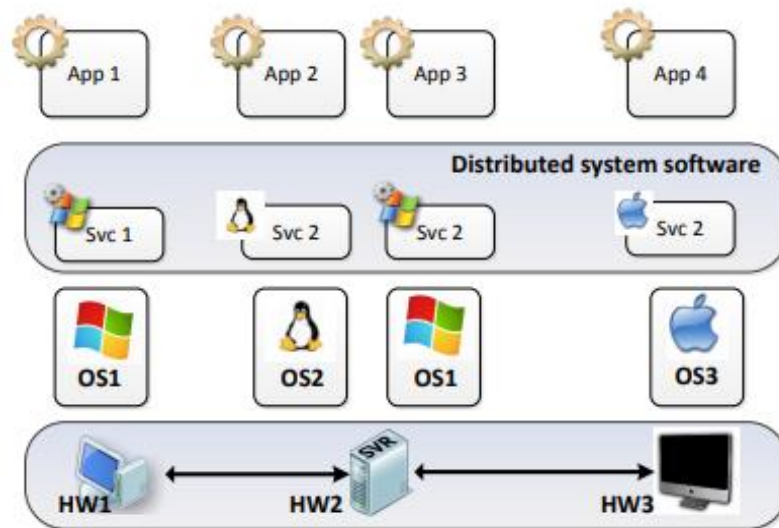 App 1
App 2
App 3
App 4
Distributed system software
Svc 1
Svc 2
Svc 2
Svc 2
OS1
OS2
OS1
OS3
SVR
HW1
HW2
HW3